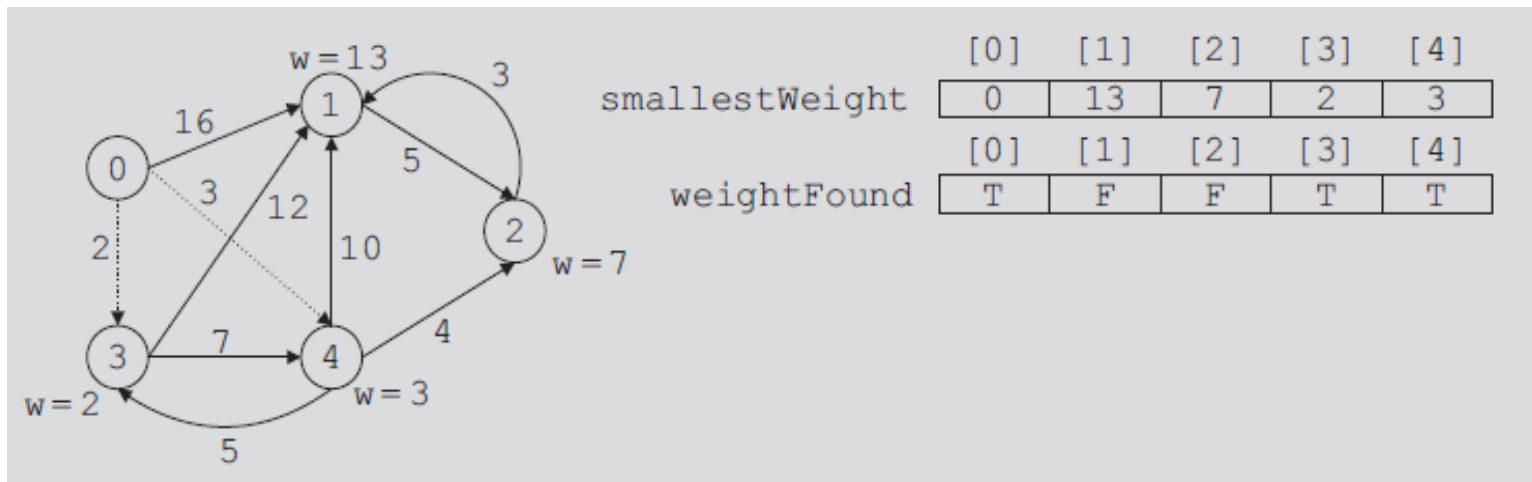 w=13
3
1
16
5
0
3
12
2
10
2
w=7
4
7
3
4
w=2
w=3
5
[0] [1] [2] [3] [4]
smallestWeight 0 13 7 2 3
[0] [1] [2] [3] [4]
weightFound T F F T T